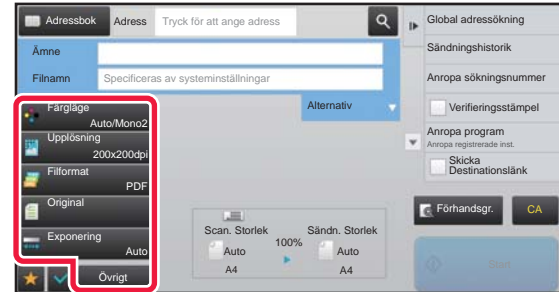 Adressbok
Adress
Tryck för att ange adress
Ämne
Filnamn
Specificeras av systeminställningar
Alternativ
Färgläge
Auto/Mono2
Upplösning
200x200dpi
Filformat
PDF
Original
Exponering
Auto
Övrigt
Scan. Storlek
100%
Sändn. Storlek
Auto
Auto
A4
A4
Global adressökning
Sändningshistorik
Anropa sökningsnummer
Verifieringsstämpel
Anropa program
Anropa registrerade inst.
Skicka
Destinationslänk
Förhandsgr.
CA
Start